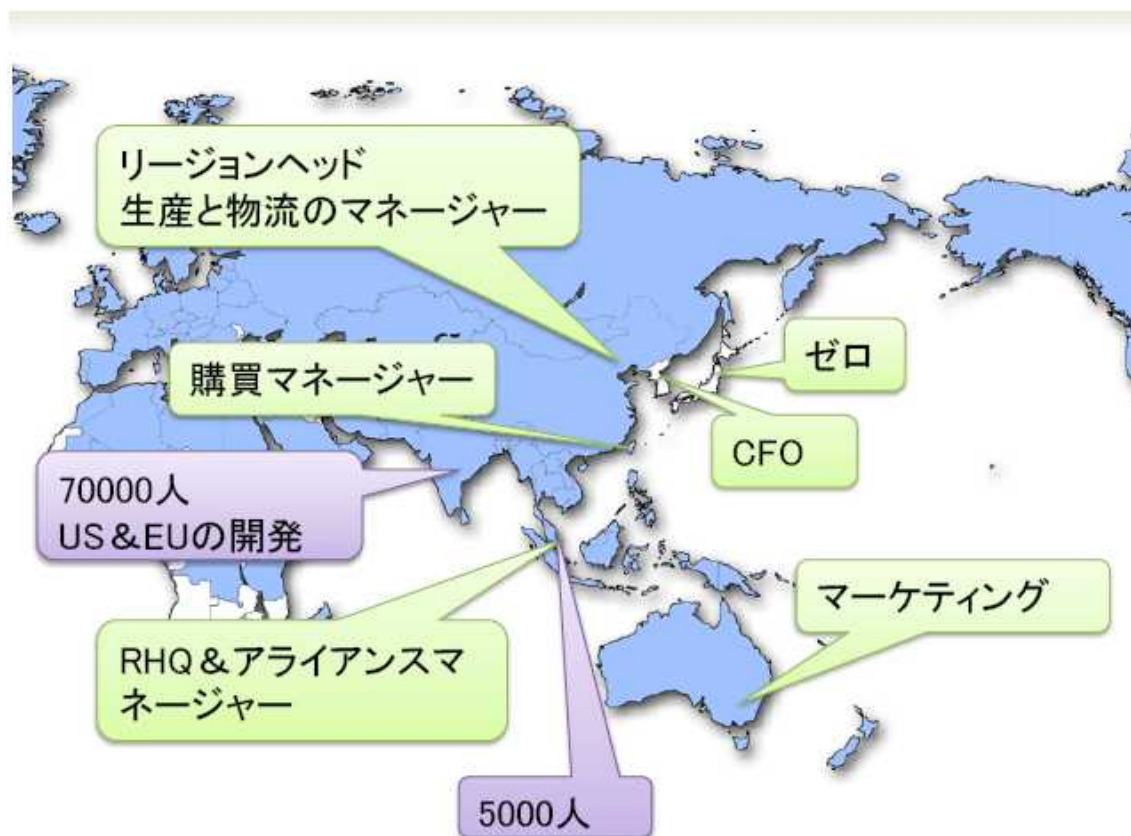 リージョンヘッド
生産と物流のマネージャー
ゼロ
購買マネージャー
CFO
70000人
US＆EUの開発
マーケティング
RHQ＆アライアンスマ
ネージャー
5000人